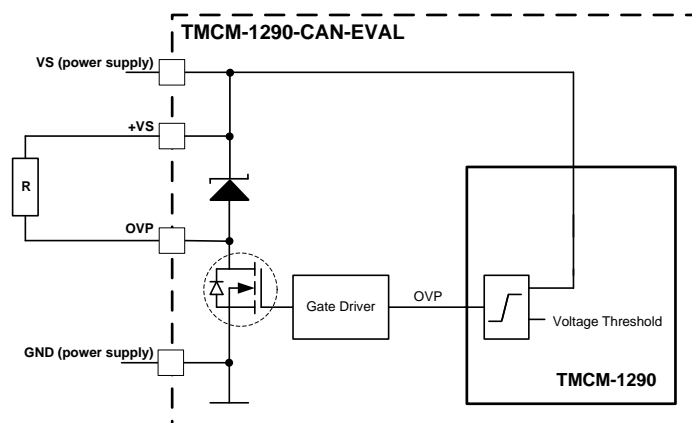 TMCM-1290-CAN-EVAL
VS (power supply)
+VS
R
OVP
Gate Driver
OVP
Voltage Threshold
GND (power supply)
TMCM-1290